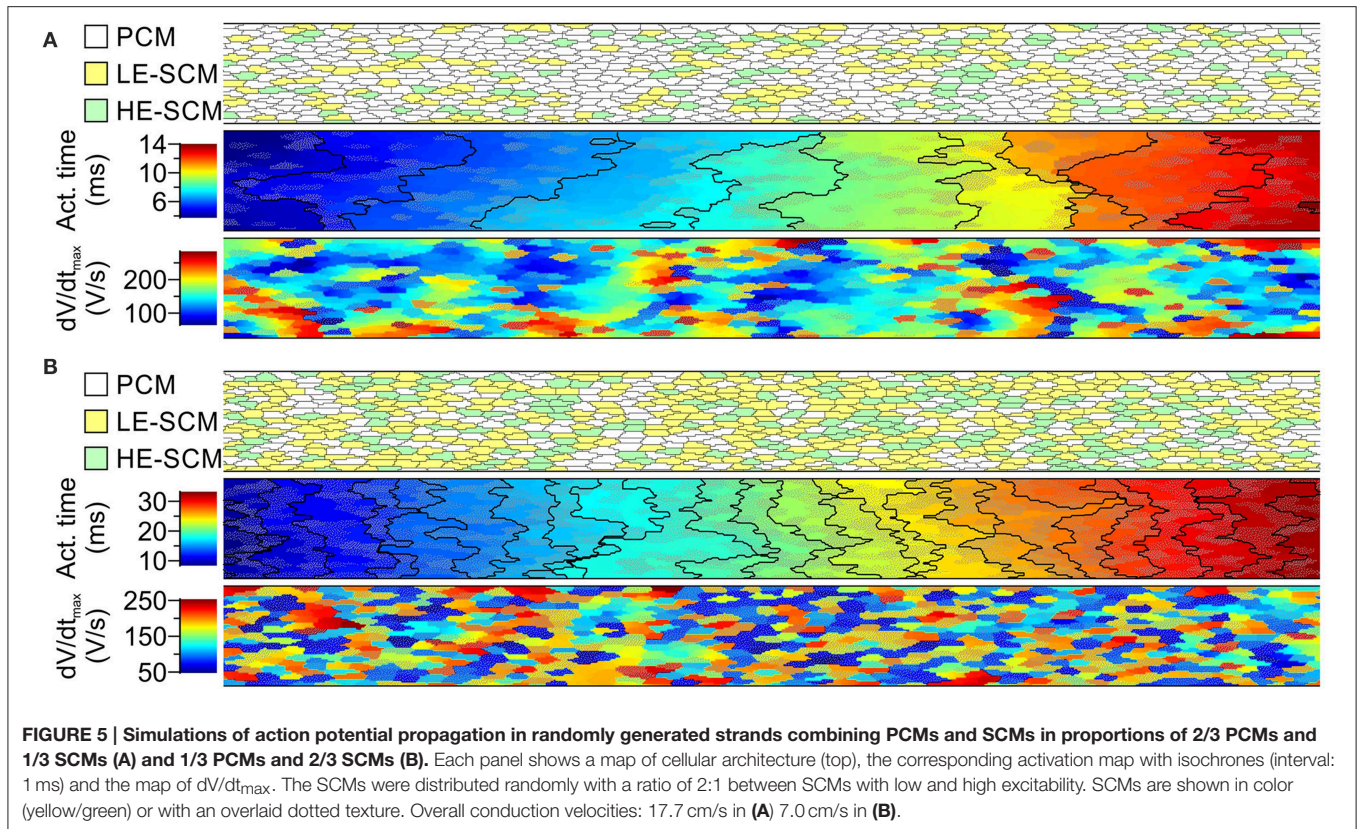 A
PCM
LE-SCM
HE-SCM
Act. time
(ms)
14
10
6
dV/dtmax
(V/s)
200
100
B
PCM
LE-SCM
HE-SCM
Act. time
(ms)
30
20
10
dV/dtmax
(V/s)
250
150
50
FIGURE 5 | Simulations of action potential propagation in randomly generated strands combining PCMs and SCMs in proportions of 2/3 PCMs and
1/3 SCMs (A) and 1/3 PCMs and 2/3 SCMs (B). Each panel shows a map of cellular architecture (top), the corresponding activation map with isochrones (interval:
1 ms) and the map of dV/dtmax. The SCMs were distributed randomly with a ratio of 2:1 between SCMs with low and high excitability. SCMs are shown in color
(yellow/green) or with an overlaid dotted texture. Overall conduction velocities: 17.7 cm/s in (A) 7.0 cm/s in (B).